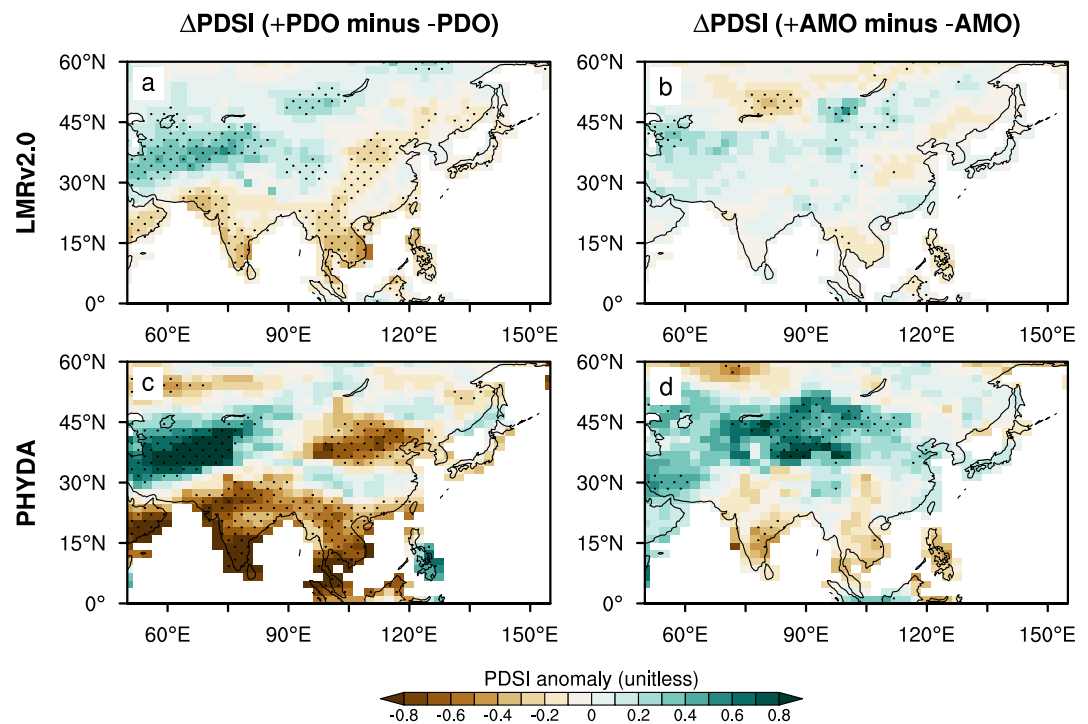 ΔPDSI (+PDO minus -PDO) ΔPDSI (+AMO minus -AMO)
LMRv2.0
a
60°N
45°N
30°N
15°N
0°
60°E 90°E 120°E 150°E
b
60°N
45°N
30°N
15°N
0°
60°E 90°E 120°E 150°E
PHYDA
c
60°N
45°N
30°N
15°N
0°
60°E 90°E 120°E 150°E
d
60°N
45°N
30°N
15°N
0°
60°E 90°E 120°E 150°E
PDSI anomaly (unitless)
-0.8 -0.6 -0.4 -0.2 0 0.2 0.4 0.6 0.8